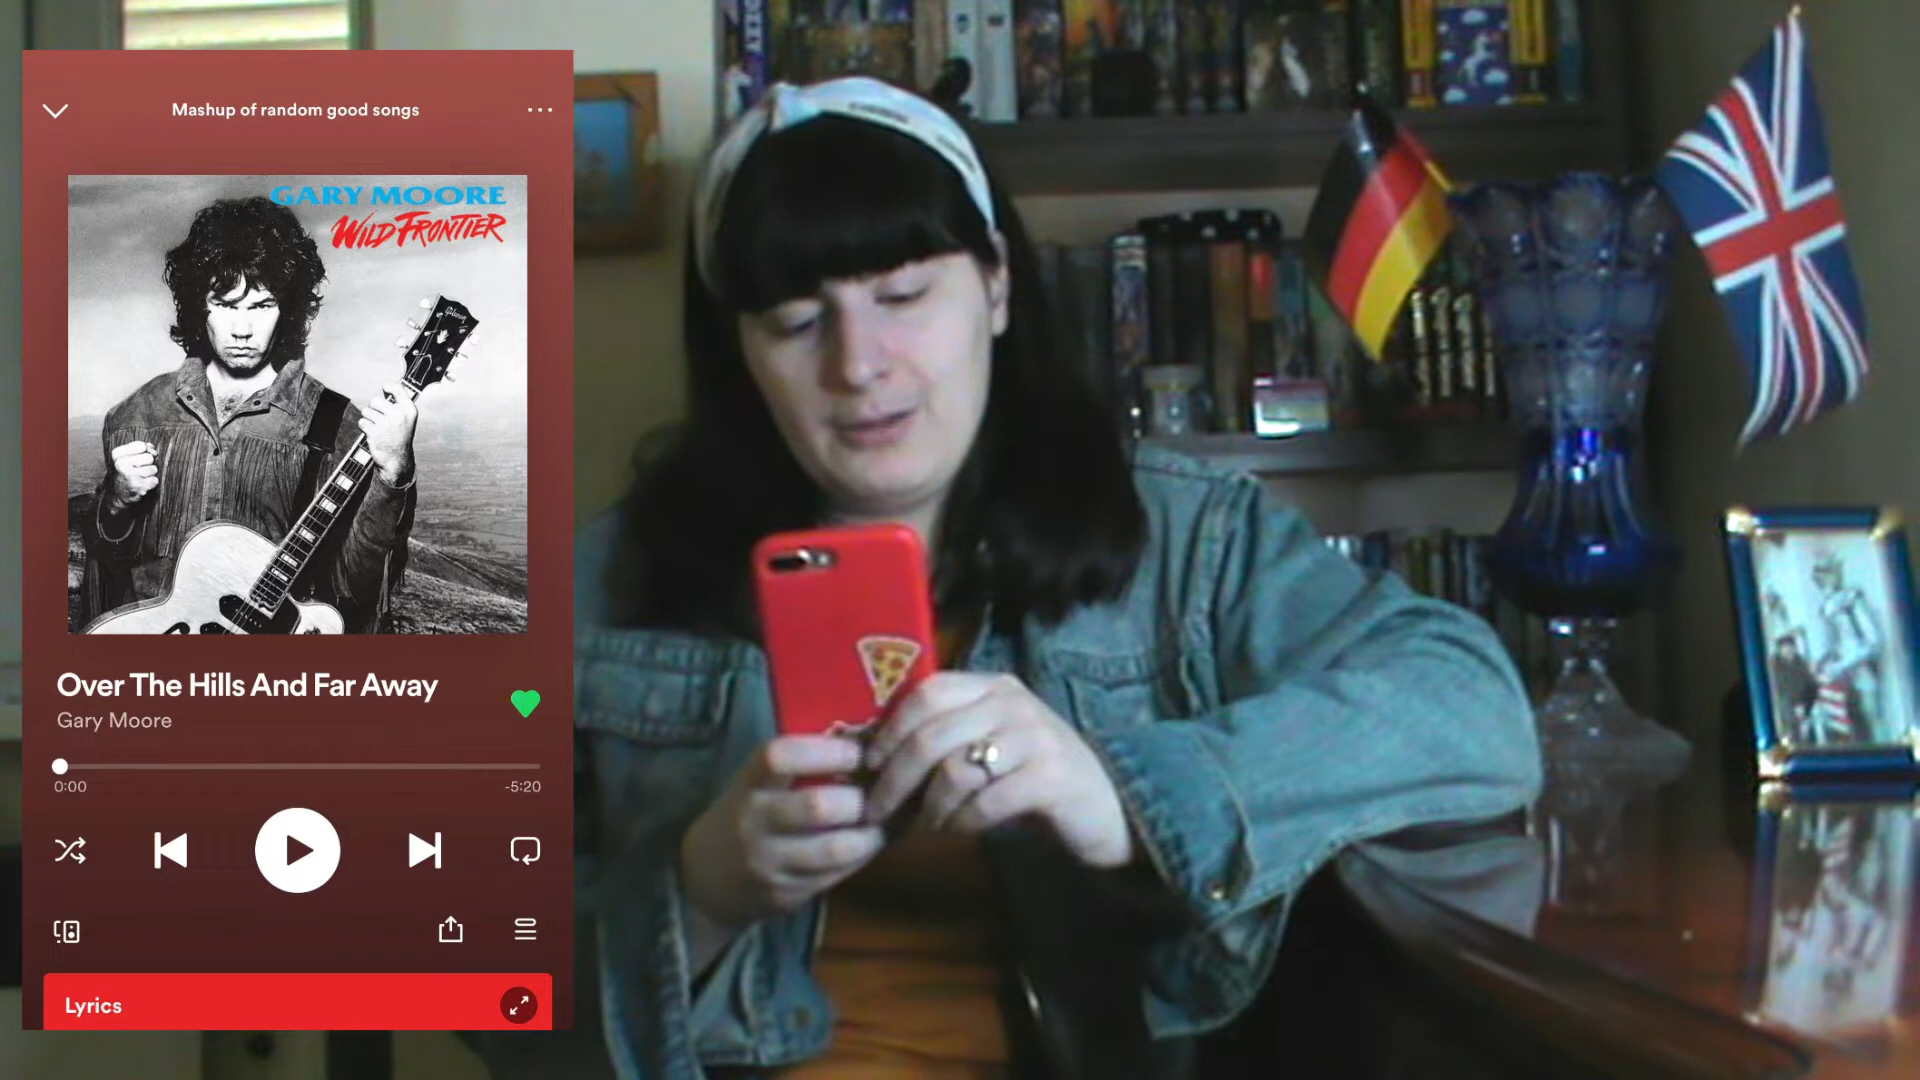 Mashup of random good songs
GARY MOORE
WILD FRONTIER
Gibson
Over The Hills And Far Away
Gary Moore
0:00
-5:20
Lyrics